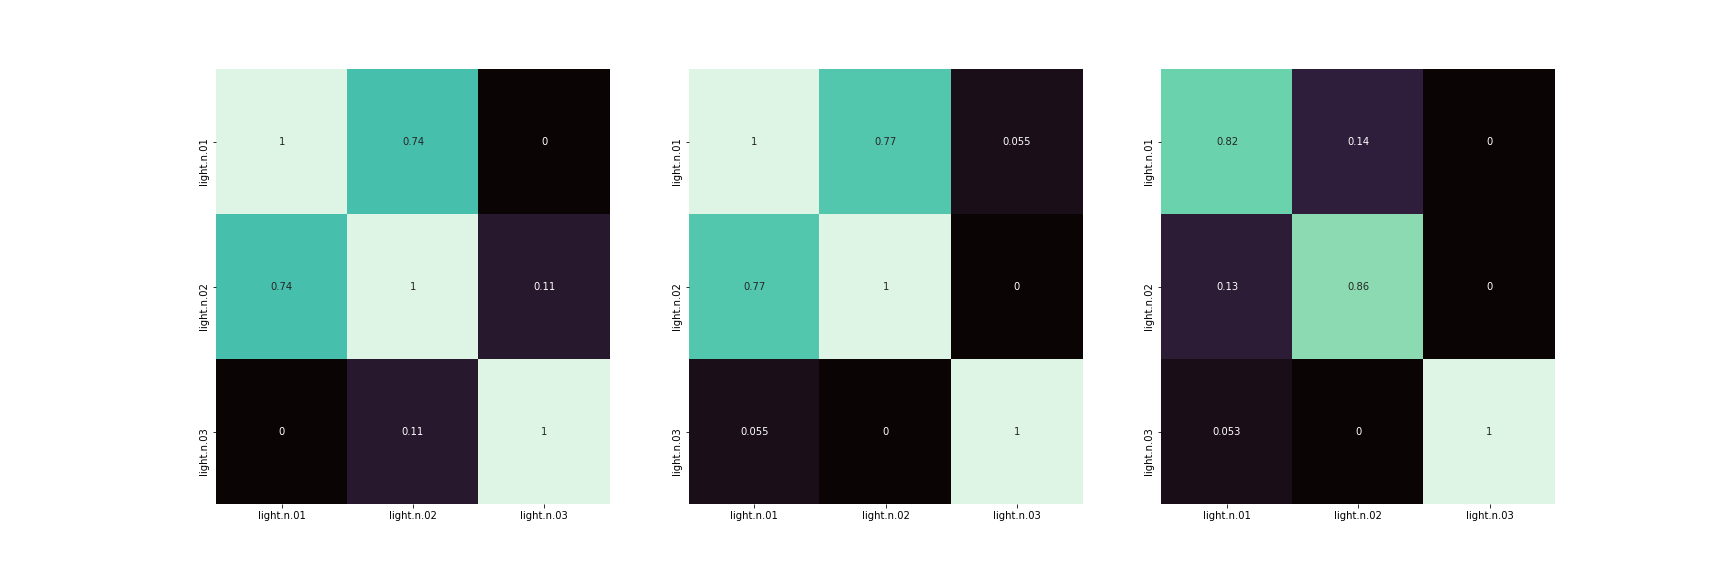 light.n.01 1 0.74 0
light.n.02 0.74 1 0.11
light.n.03 0 0.11 1
light.n.01 light.n.02 light.n.03
light.n.01 1 0.77 0.055
light.n.02 0.77 1 0
light.n.03 0.055 0 1
light.n.01 light.n.02 light.n.03
light.n.01 0.82 0.14 0
light.n.02 0.13 0.86 0
light.n.03 0.053 0 1
light.n.01 light.n.02 light.n.03